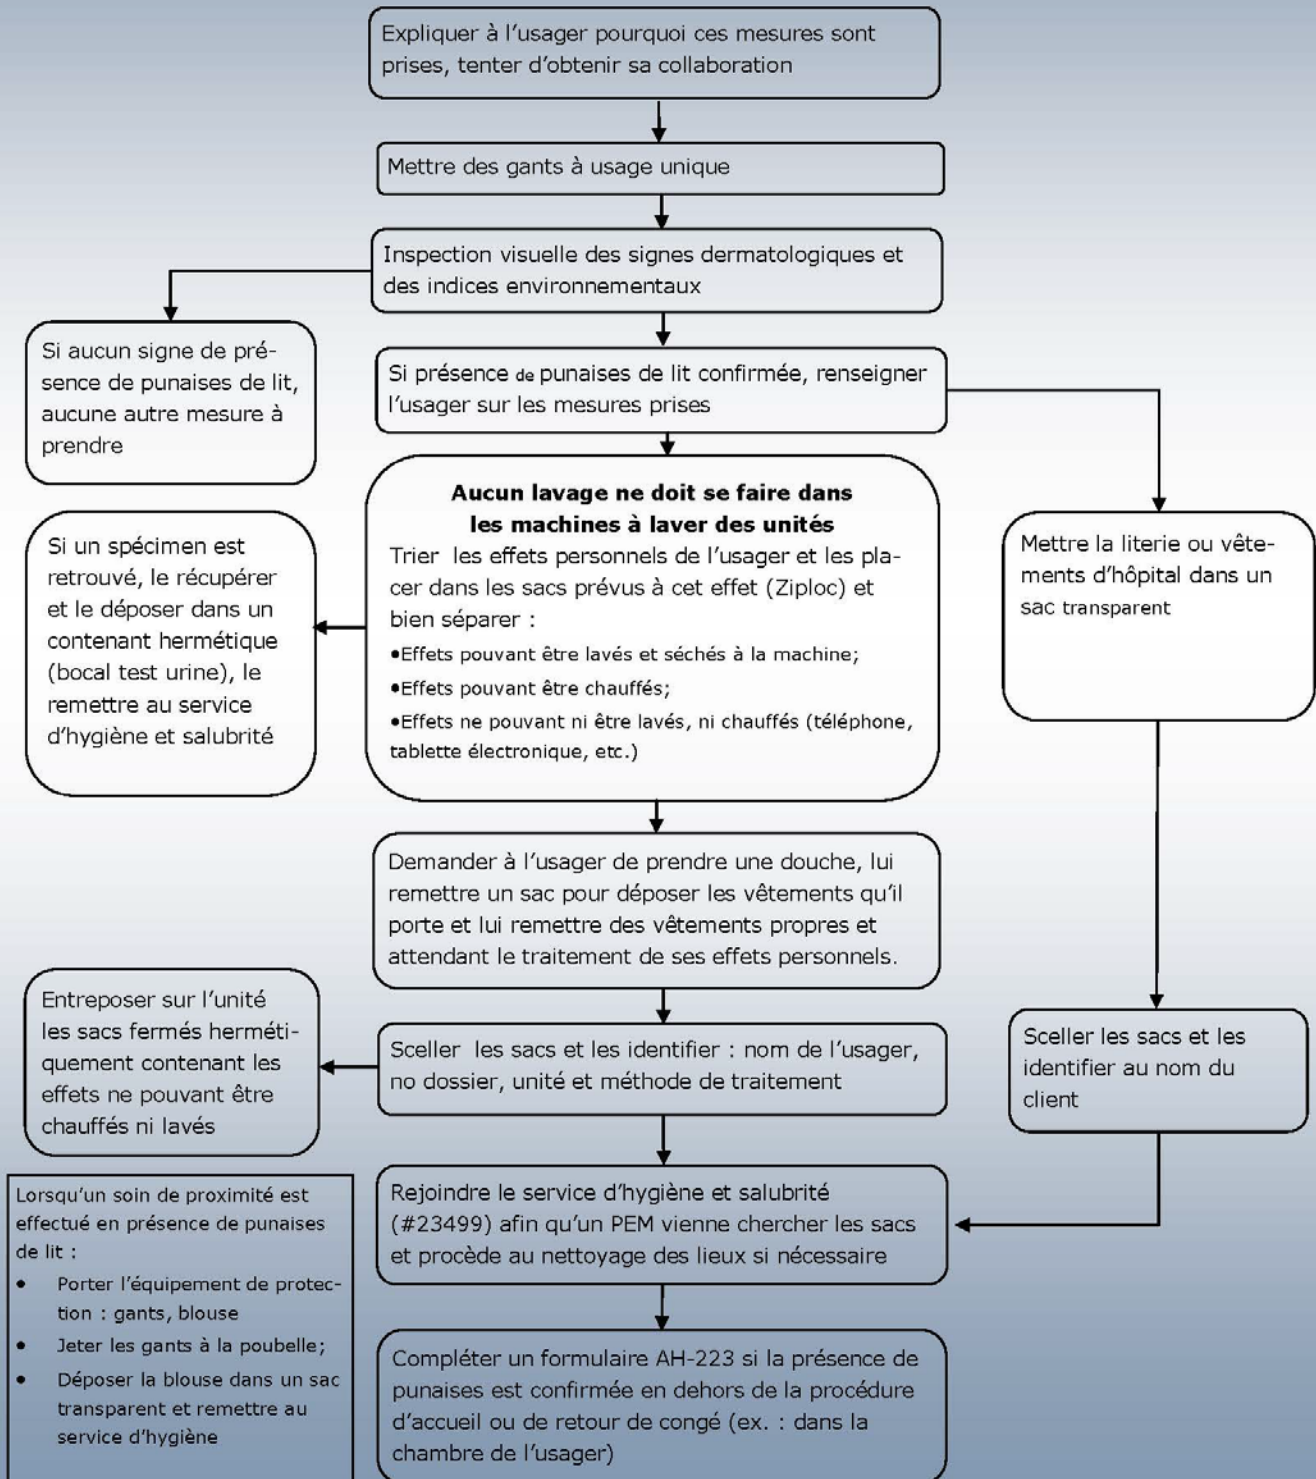 Expliquer à l'usager pourquoi ces mesures sont
prises, tenter d'obtenir sa collaboration
Mettre des gants à usage unique
Inspection visuelle des signes dermatologiques et
des indices environnementaux
Si aucun signe de pré-
sence de punaises de lit,
aucune autre mesure à
prendre
Si présence de punaises de lit confirmée, renseigner
l'usager sur les mesures prises
Aucun lavage ne doit se faire dans
les machines à laver des unités
Trier les effets personnels de l'usager et les pla-
cer dans les sacs prévus à cet effet (Ziploc) et
bien séparer :
•Effets pouvant être lavés et séchés à la machine;
•Effets pouvant être chauffés;
•Effets ne pouvant ni être lavés, ni chauffés (téléphone,
tablette électronique, etc.)
Si un spécimen est
retrouvé, le récupérer
et le déposer dans un
contenant hermétique
(bocal test urine), le
remettre au service
d'hygiène et salubrité
Mettre la literie ou vête-
ments d'hôpital dans un
sac transparent
Demander à l'usager de prendre une douche, lui
remettre un sac pour déposer les vêtements qu'il
porte et lui remettre des vêtements propres et
attendant le traitement de ses effets personnels.
Entreposer sur l'unité
les sacs fermés herméti-
quement contenant les
effets ne pouvant être
chauffés ni lavés
Sceller les sacs et les identifier : nom de l'usager,
no dossier, unité et méthode de traitement
Sceller les sacs et les
identifier au nom du
client
Rejoindre le service d'hygiène et salubrité
(#23499) afin qu'un PEM vienne chercher les sacs
et procède au nettoyage des lieux si nécessaire
Lorsqu'un soin de proximité est
effectué en présence de punaises
de lit :
• Porter l'équipement de protec-
tion : gants, blouse
• Jeter les gants à la poubelle;
• Déposer la blouse dans un sac
transparent et remettre au
service d'hygiène
Compléter un formulaire AH-223 si la présence de
punaises est confirmée en dehors de la procédure
d'accueil ou de retour de congé (ex. : dans la
chambre de l'usager)